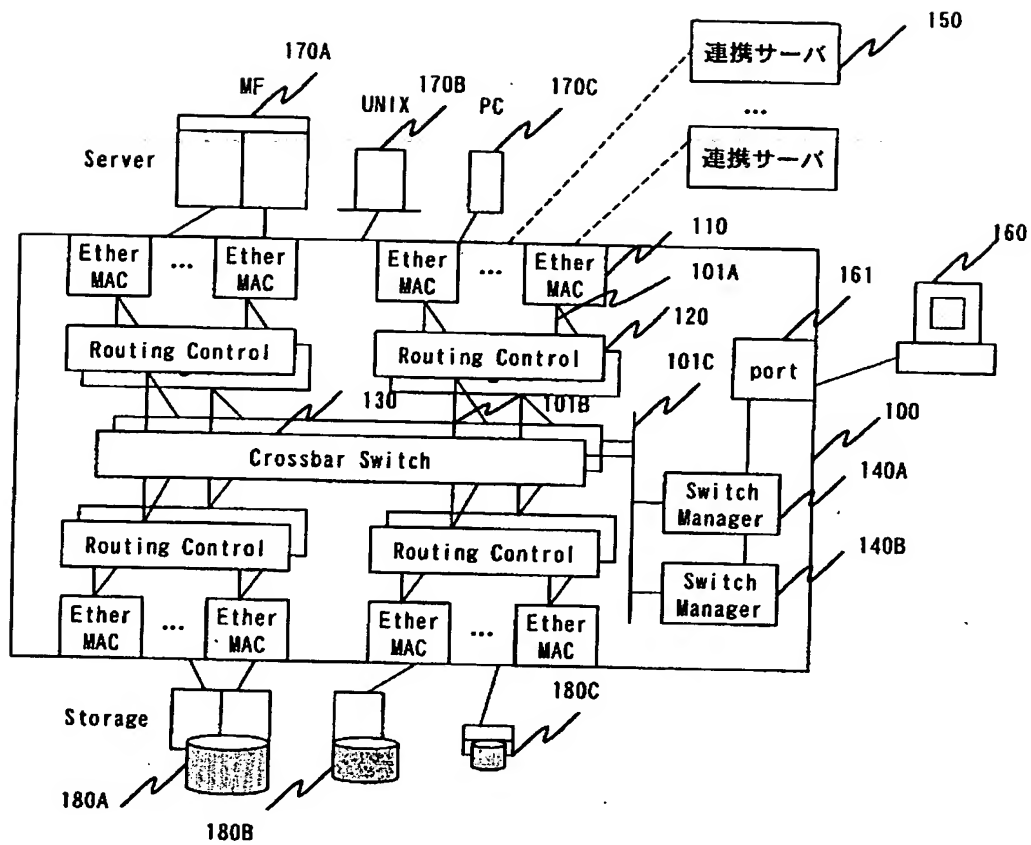 150
連携サーバ
...
連携サーバ
170A
MF
170B
UNIX
170C
PC
Server
110
160
Ether MAC
...
Ether MAC
Ether MAC
...
Ether MAC
101A
161
120
Routing Control
Routing Control
101C
port
130
101B
100
Crossbar Switch
140A
Switch Manager
Routing Control
Routing Control
140B
Switch Manager
Ether MAC
...
Ether MAC
Ether MAC
...
Ether MAC
Storage
180C
180A
180B